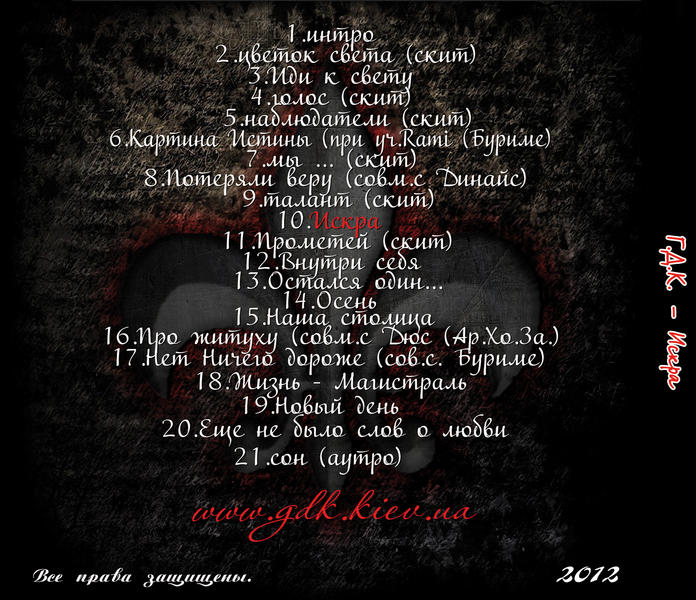 1.интро
2.цветок света (скит)
3.Иди к свету
4.голос (скит)
5.наблюдатели (скит)
6.Картина Истины (при уч.Rami (Буриме)
7.мы ... (скит)
8.Потеряли веру (совм.с Динайс)
9.талант (скит)
10.Искра
11.Прометей (скит)
12.Внутри себя
13.Остался один...
14.Осень
15.Наша столица
16.Про житуху (совм.с Дюс (Ар.Хо.За.)
17.Нет Ничего дороже (сов.с. Буриме)
18.Жизнь - Магистраль
19.Новый день
20.Еще не было слов о любви
21.сон (аутро)
www.gdk.kiev.ua
Все права защищены.
2012
Г.Д.К. - Искра